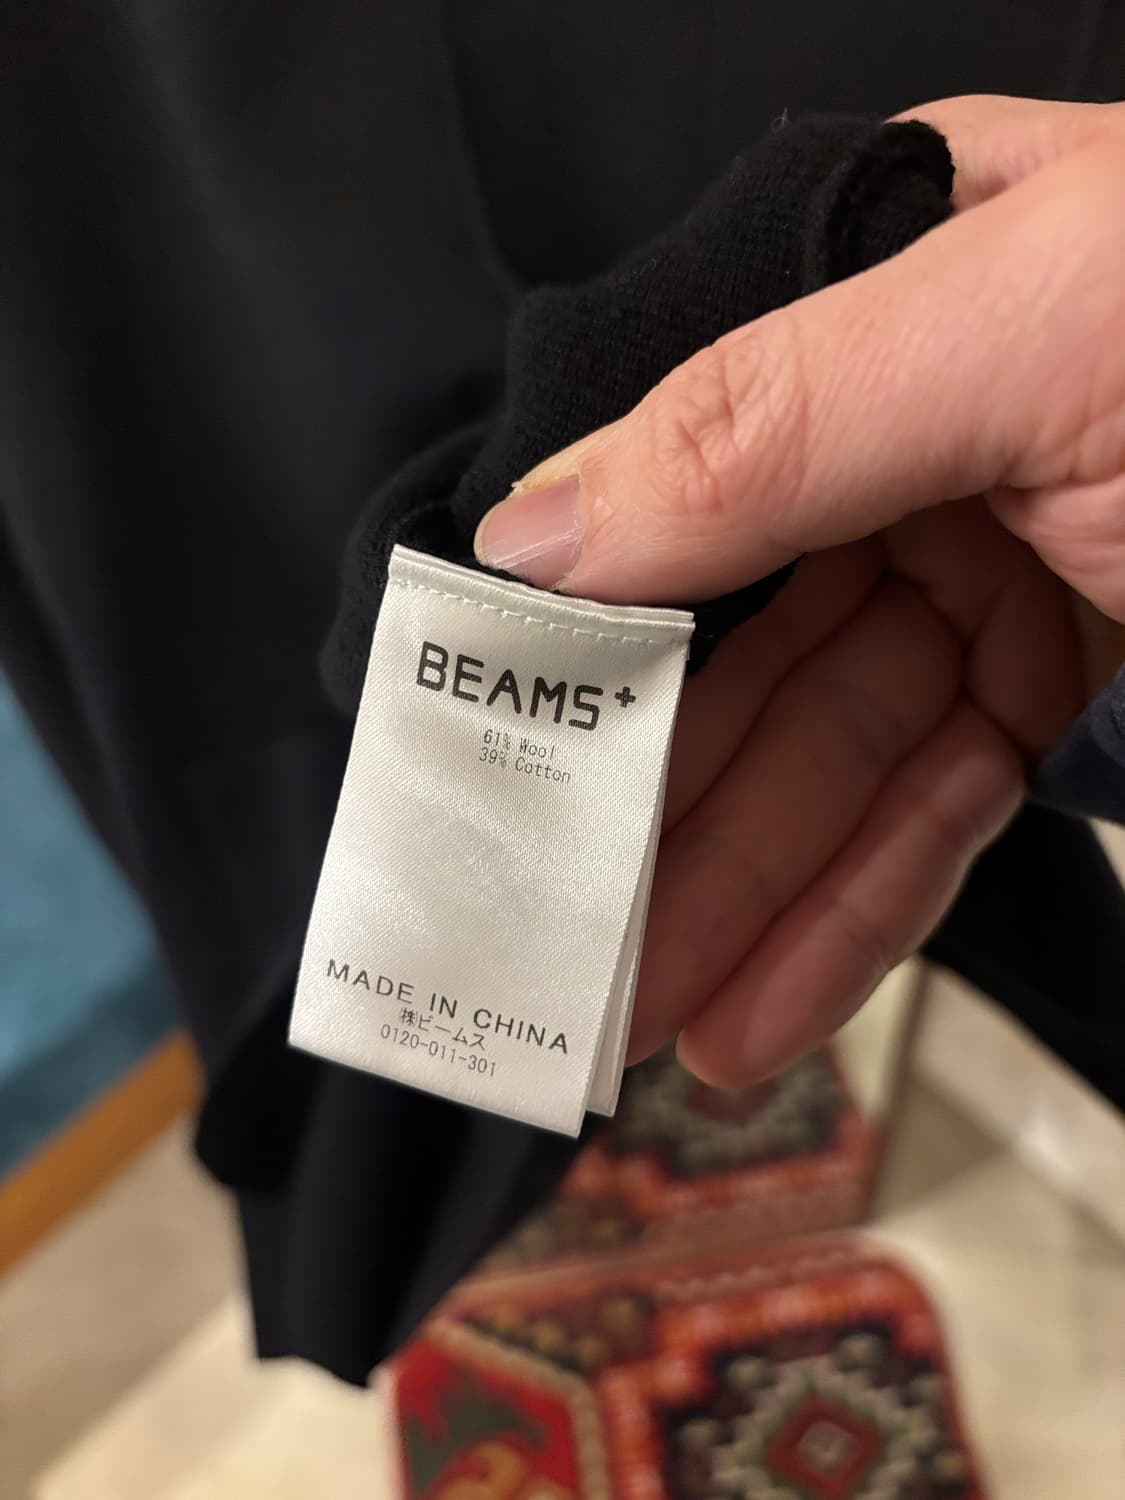 BEAMS+
61% Wool
39% Cotton
MADE IN CHINA
㈱ビームス
0120-011-301